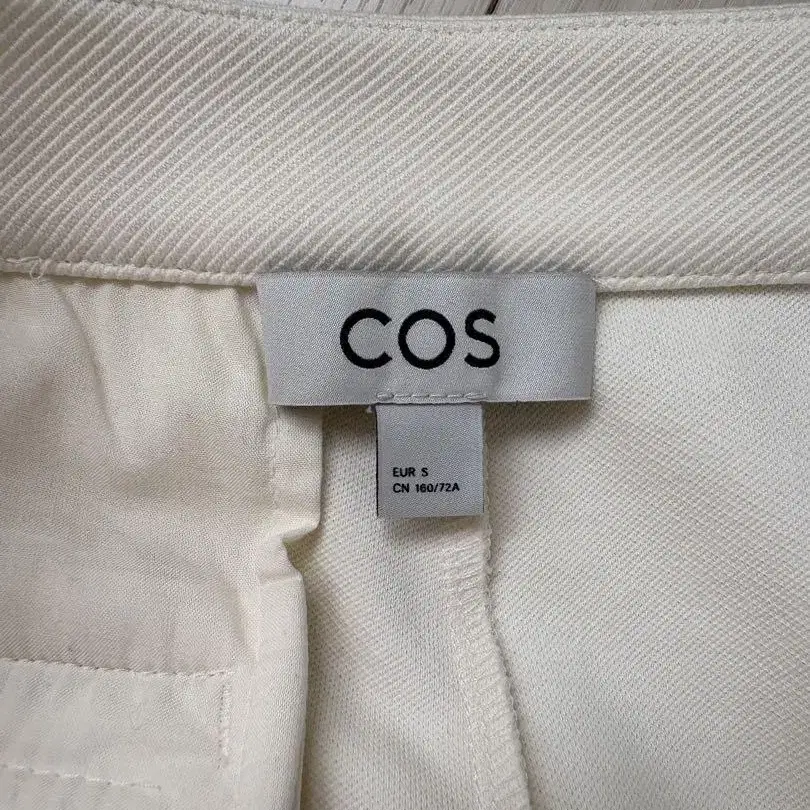 COS
EUR S
CN 160/72A